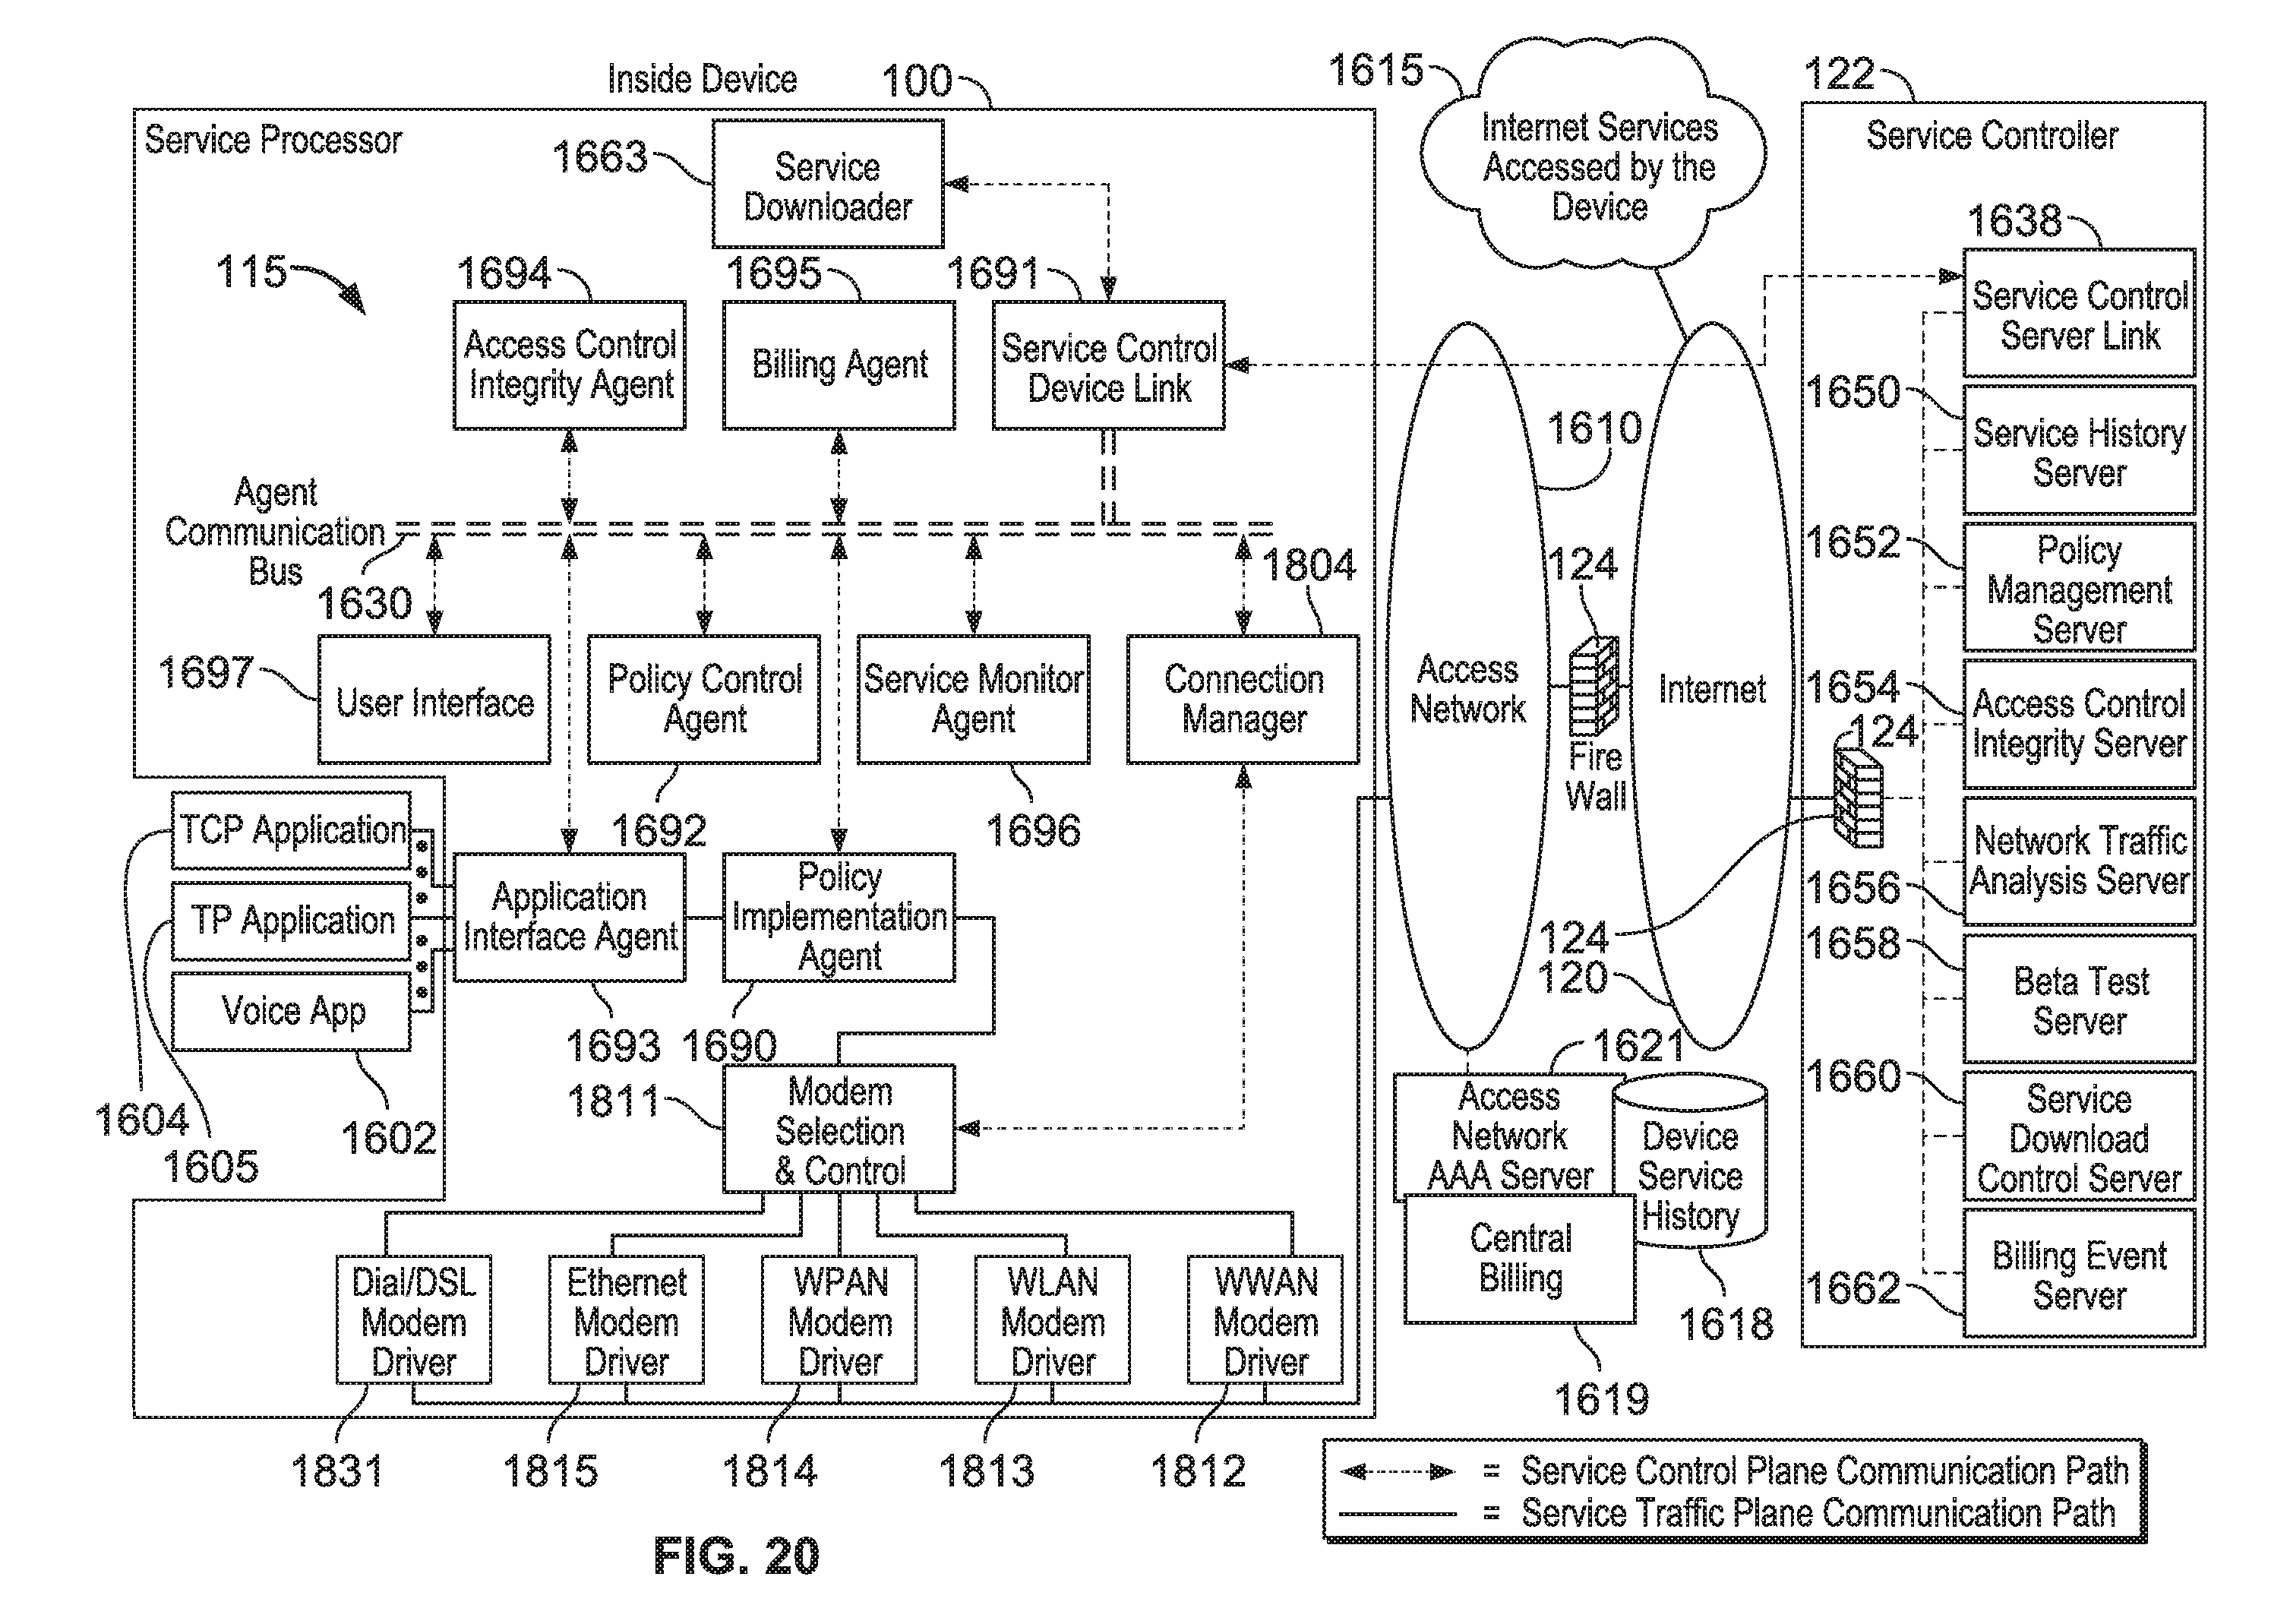 Inside Device
100
Service Processor
115
1663
Service
Downloader
1694
Access Control
Integrity Agent
1695
Billing Agent
1691
Service Control
Device Link
Agent
Communication
Bus
1630
1697
User Interface
Policy Control
Agent
1692
Service Monitor
Agent
1696
1804
Connection
Manager
TCP Application
TP Application
Voice App
1604
1605
1602
Application
Interface Agent
1693
Policy
Implementation
Agent
1690
1811
Modem
Selection
& Control
Dial/DSL
Modem
Driver
Ethernet
Modem
Driver
WPAN
Modem
Driver
WLAN
Modem
Driver
WWAN
Modem
Driver
1831
1815
1814
1813
1812
1615
Internet Services
Accessed by the
Device
1610
Access
Network
124
Fire
Wall
Internet
124
124
120
1621
Access
Network
AAA Server
Device
Service
History
1618
Central
Billing
1619
122
Service Controller
1638
Service Control
Server Link
1650
Service History
Server
1652
Policy
Management
Server
1654
Access Control
Integrity Server
Network Traffic
Analysis Server
1656
1658
Beta Test
Server
1660
Service
Download
Control Server
1662
Billing Event
Server
= Service Control Plane Communication Path
= Service Traffic Plane Communication Path
FIG. 20